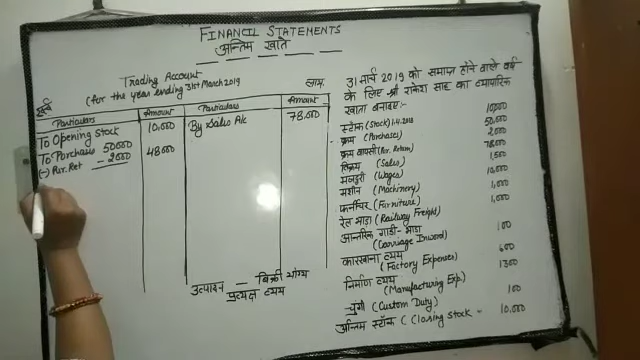 FINANCIL STATEMENTS
अन्तिम खाते
Trading Account
(for the year ending 31st March 2019
Particulars Amount Particulars Amount
To Opening Stock 10,000 By Sales A/c 78,000
To Purchase 50000
(-) Pur. Ret - 2000 48000
उत्पादन - बिक्री योग्य
प्रत्यक्ष व्यय
31 मार्च 2019 को समाप्त होने वाले वर्ष
के लिए श्री राकेश साह का व्यापारिक
खाता बनाइए:-
स्टॉक (Stock) 1.4.2018 10,000
क्रय (Purchases) 50,000
क्रय वापसी (Pur. Return) 2,000
विक्रय (Sales) 78,000
मजदूरी (Wages) 1,500
मशीन (Machinery) 10,000
फर्नीचर (Furniture) 1,000
रेल भाड़ा (Railway Freight) 1,000
आन्तरिक गाड़ी-भाड़ा
(Carriage Inword) 100
कारखाना व्यय
(Factory Expenses) 600
निर्माण व्यय 1300
(Manufacturing Exp.)
चुंगी (Custom Duty) 100
अन्तिम स्टॉक (Closing Stock - 10,000